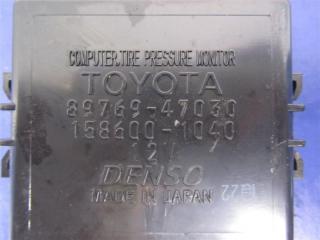 COMPUTER,TIRE PRESSURE MONITOR
TOYOTA
89769-47030
158600-1040
12V
DENSO
MADE IN JAPAN